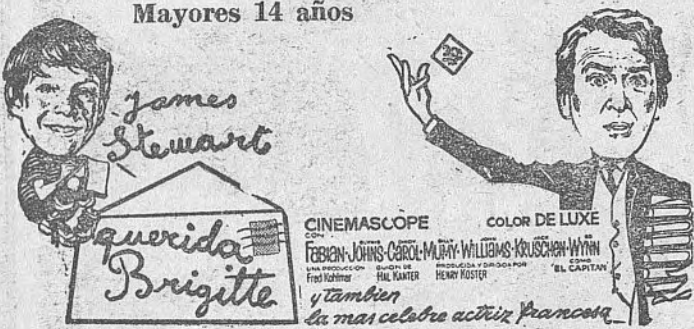 Mayores 14 años
James
Stewart
querida
Brigitte
CINEMASCOPE COLOR DE LUXE
CON
FABIAN · JOHNS · CAROL · MUMY · WILLIAMS · KRUSCHEN · WYNN
COMO
"EL CAPITAN"
UNA PRODUCCION GUION DE PRODUCIDA Y DIRIGIDA POR
Fred Kohlmar HAL KANTER HENRY KOSTER
y tambien
la mas celebre actriz francesa